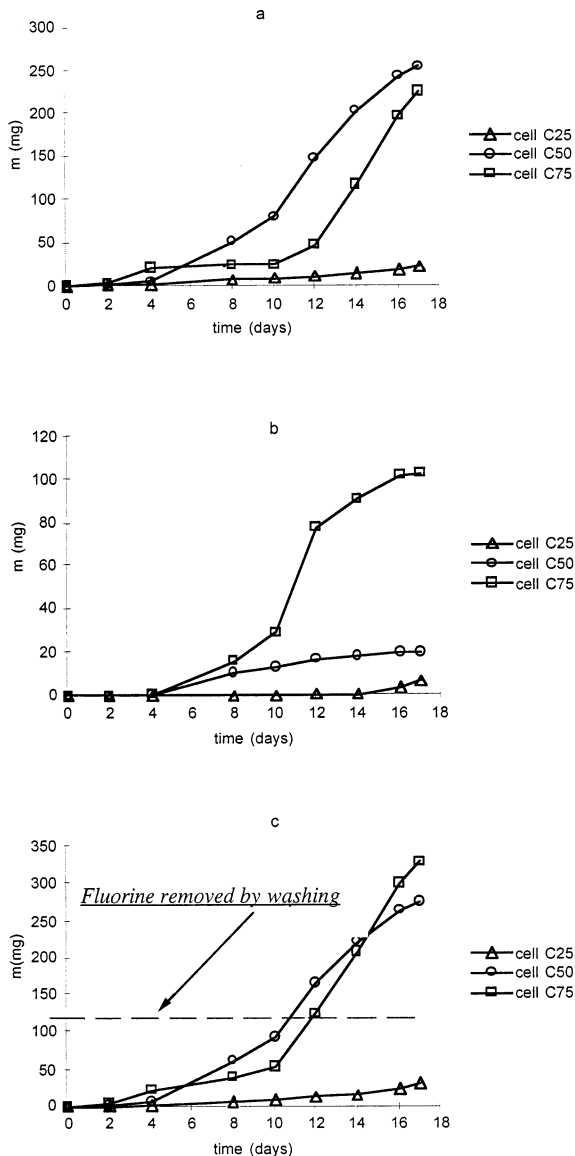 a
300
250
200
150
100
50
0
m (mg)
0 2 4 6 8 10 12 14 16 18
time (days)
cell C25
cell C50
cell C75
b
120
100
80
60
40
20
0
m (mg)
0 2 4 6 8 10 12 14 16 18
time (days)
cell C25
cell C50
cell C75
c
350
300
250
200
150
100
50
0
m(mg)
Fluorine removed by washing
0 2 4 6 8 10 12 14 16 18
time (days)
cell C25
cell C50
cell C75